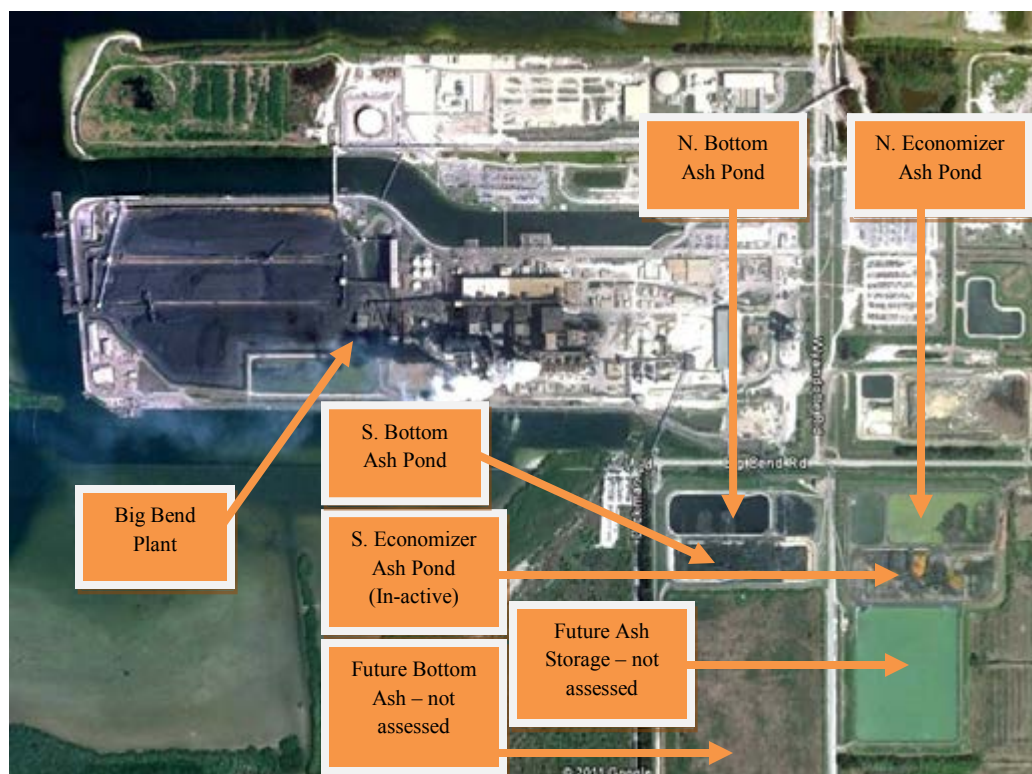 N. Bottom
Ash Pond
N. Economizer
Ash Pond
S. Bottom
Ash Pond
Big Bend Rd
Big Bend
Plant
S. Economizer
Ash Pond
(In-active)
Future Ash
Storage – not
assessed
Future Bottom
Ash – not
assessed
© 2011 Google